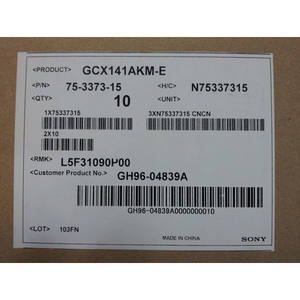 <PRODUCT> GCX141AKM-E
<P/N> 75-3373-15 <H/C> N75337315
<QTY> 10 <UNIT>
1X75337315 3XN75337315 CNCN
2X10
<RMK> L5F31090P00
<Customer Product No.> GH96-04839A
GH96-04839A0000000010
<LOT> 103FN MADE IN CHINA SONY